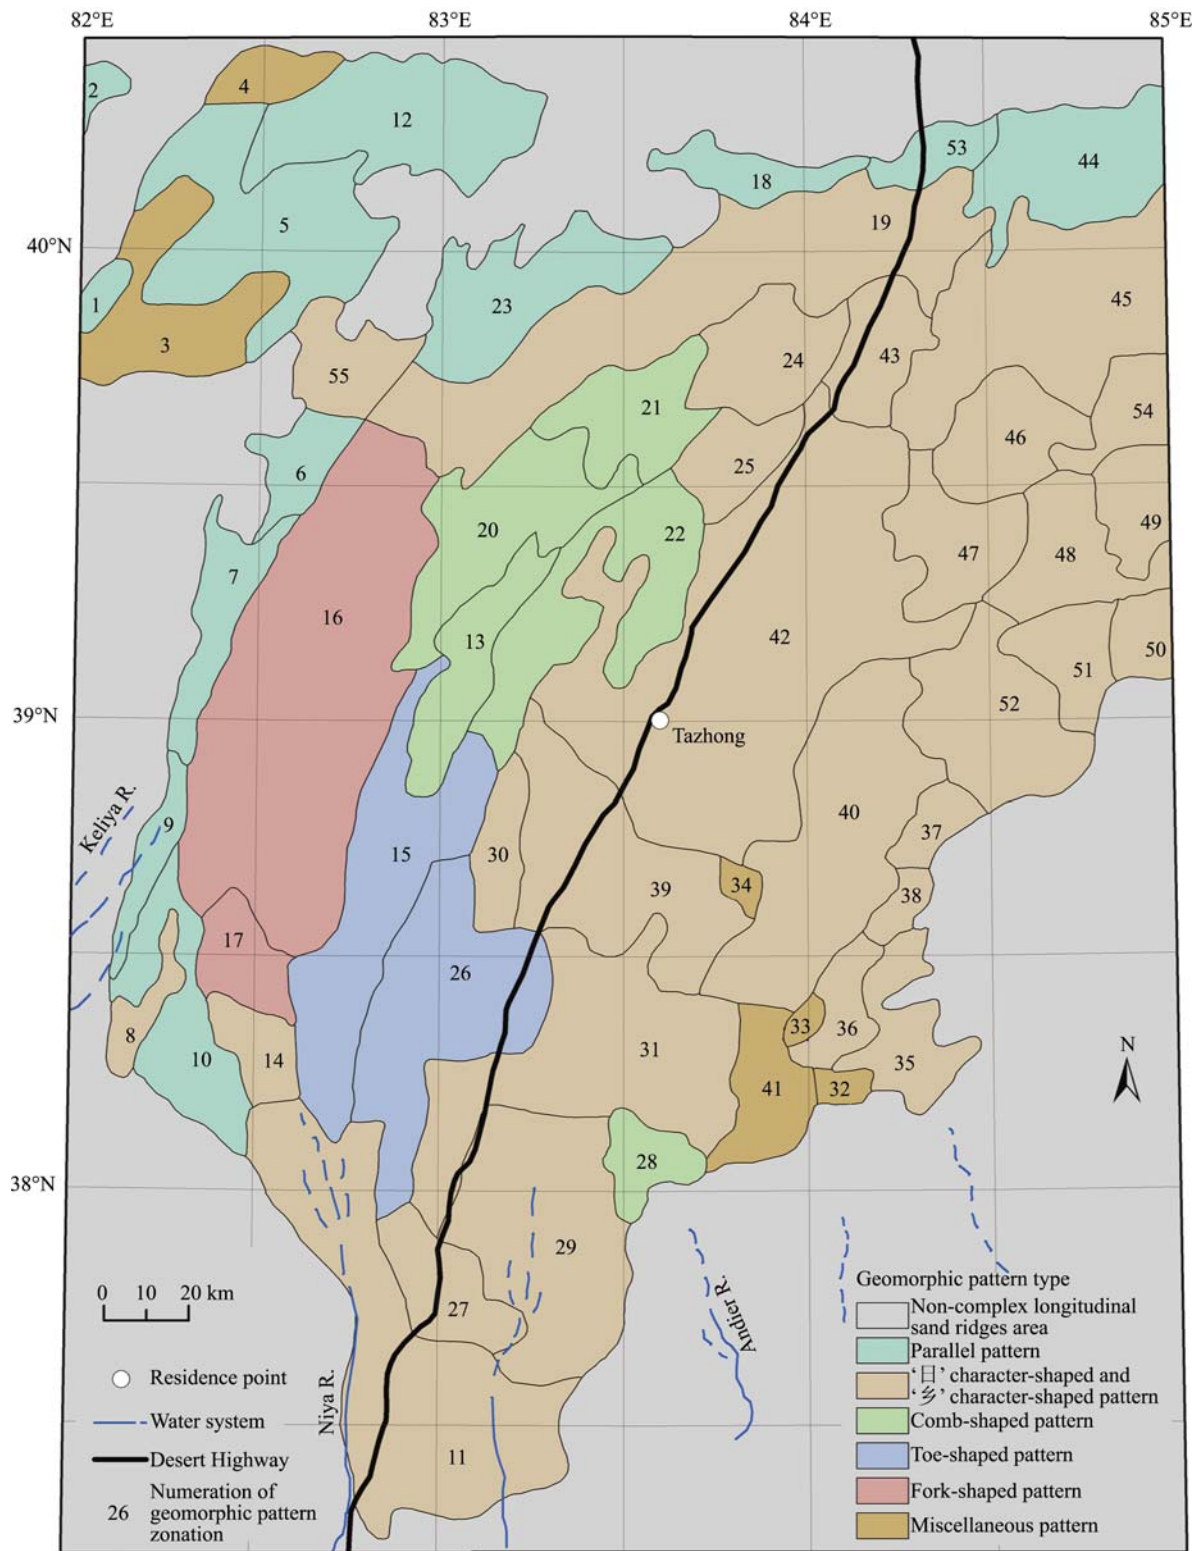 82°E 83°E 84°E 85°E
2
4
12
53
44
18
19
5
40°N
1
23
45
3
24
43
55
54
21
46
6
25
49
20
22
47
48
7
16
13
42
50
51
52
39°N
Tazhong
Keliya R.
9
40
37
15
30
39
34
38
17
26
33
36
8
10
14
31
35
N
41
32
28
38°N
29
Andier R.
27
11
Niya R.
0 10 20 km
Residence point
Water system
Desert Highway
26
Numeration of
geomorphic pattern
zonation
Geomorphic pattern type
Non-complex longitudinal
sand ridges area
Parallel pattern
‘日’ character-shaped and
‘乡’ character-shaped pattern
Comb-shaped pattern
Toe-shaped pattern
Fork-shaped pattern
Miscellaneous pattern